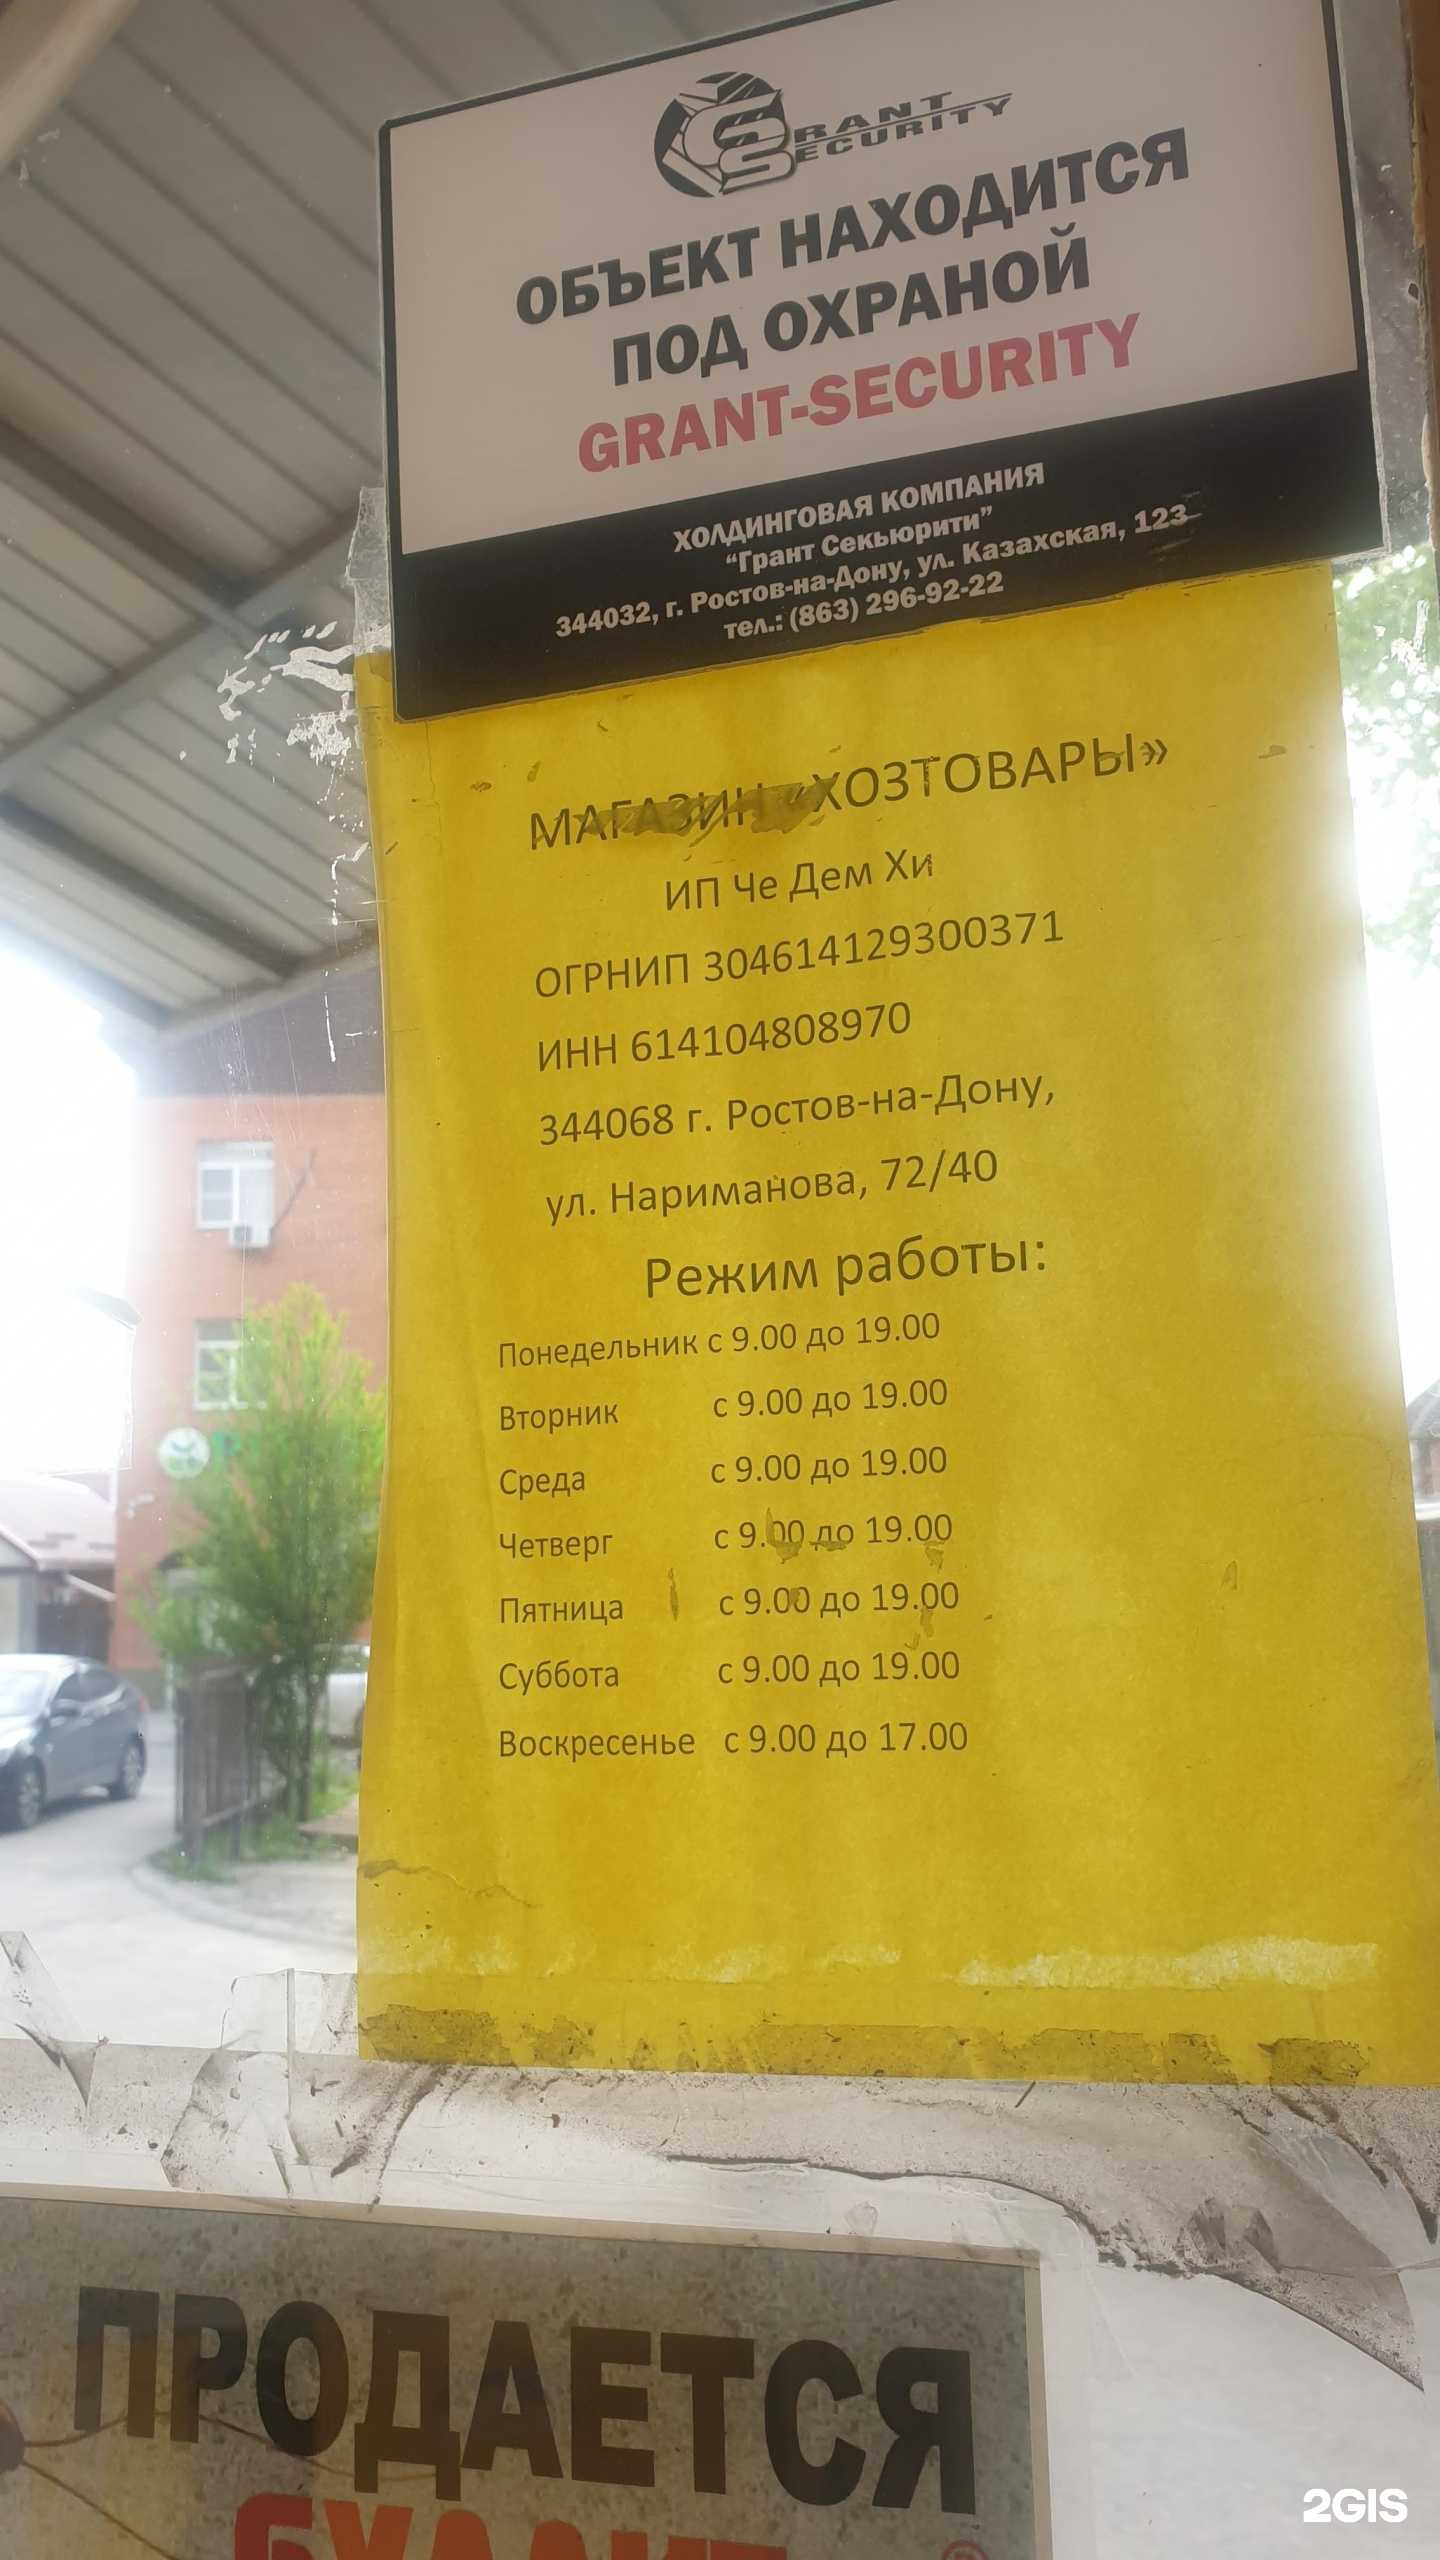 GRANT
SECURITY
ОБЪЕКТ НАХОДИТСЯ
ПОД ОХРАНОЙ
GRANT-SECURITY
ХОЛДИНГОВАЯ КОМПАНИЯ
“Грант Секьюрити”
344032, г. Ростов-на-Дону, ул. Казахская, 123
тел.: (863) 296-92-22
МАГАЗИН «ХОЗТОВАРЫ»
ИП Че Дем Хи
ОГРНИП 304614129300371
ИНН 614104808970
344068 г. Ростов-на-Дону,
ул. Нариманова, 72/40
Режим работы:
Понедельник с 9.00 до 19.00
Вторник с 9.00 до 19.00
Среда с 9.00 до 19.00
Четверг с 9.00 до 19.00
Пятница с 9.00 до 19.00
Суббота с 9.00 до 19.00
Воскресенье с 9.00 до 17.00
ПРОДАЕТСЯ
2GIS